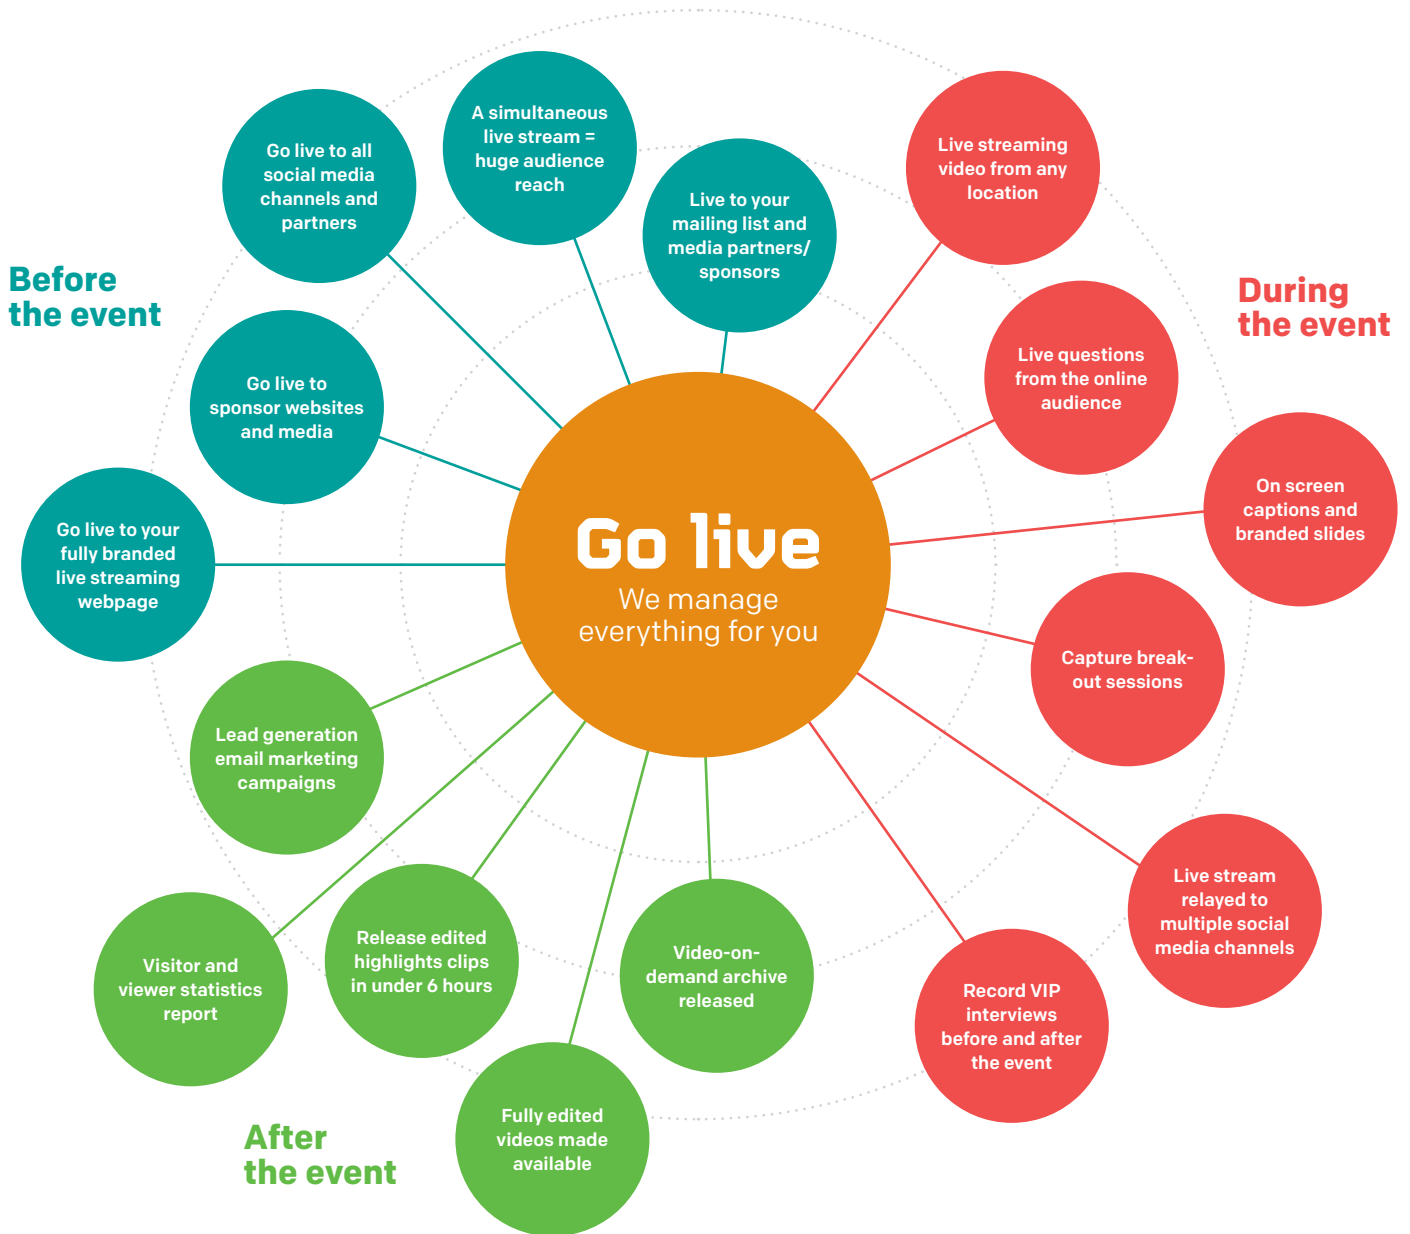 Before
the event
Go live to all
social media
channels and
partners
A simultaneous
live stream =
huge audience
reach
Live to your
mailing list and
media partners/
sponsors
Go live to
sponsor websites
and media
Go live to your
fully branded
live streaming
webpage
During
the event
Live streaming
video from any
location
Live questions
from the online
audience
On screen
captions and
branded slides
Capture break-
out sessions
Live stream
relayed to
multiple social
media channels
Record VIP
interviews
before and after
the event
Go live
We manage
everything for you
After
the event
Lead generation
email marketing
campaigns
Visitor and
viewer statistics
report
Release edited
highlights clips
in under 6 hours
Fully edited
videos made
available
Video-on-
demand archive
released